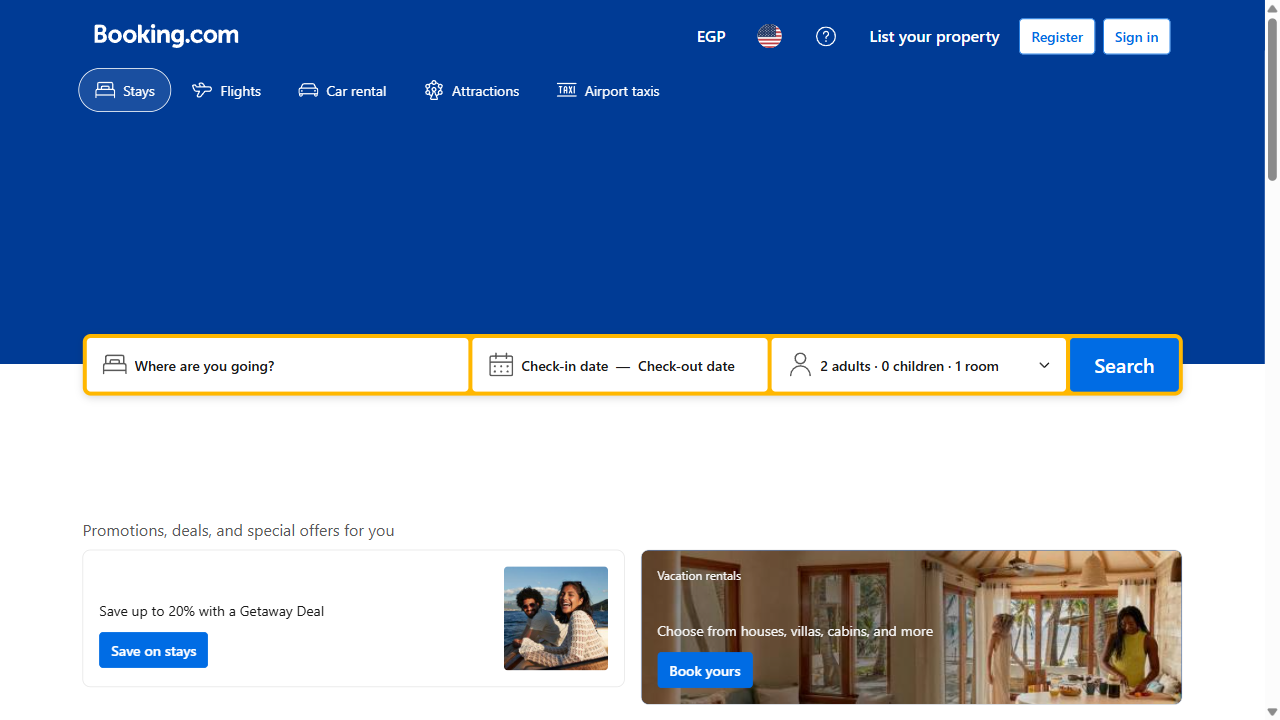 Booking.com
EGP
List your property
Register
Sign in
Stays
Flights
Car rental
Attractions
TAXI
Airport taxis
Where are you going?
Check-in date — Check-out date
2 adults · 0 children · 1 room
Search
Promotions, deals, and special offers for you
Save up to 20% with a Getaway Deal
Save on stays
Vacation rentals
Choose from houses, villas, cabins, and more
Book yours